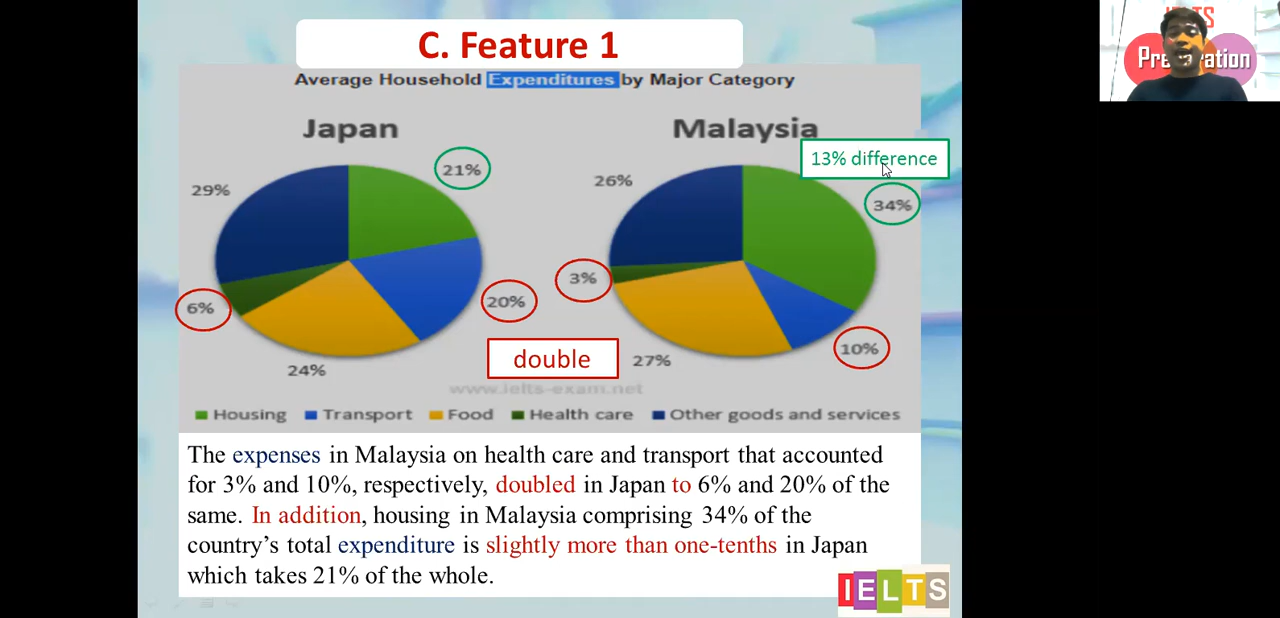 C. Feature 1
IELTS
Preparation
Average Household Expenditures by Major Category
Japan
Malaysia
13% difference
21%
29%
26%
34%
3%
6%
20%
10%
double
24%
27%
www.ielts-exam.net
Housing Transport Food Health care Other goods and services
The expenses in Malaysia on health care and transport that accounted
for 3% and 10%, respectively, doubled in Japan to 6% and 20% of the
same. In addition, housing in Malaysia comprising 34% of the
country's total expenditure is slightly more than one-tenths in Japan
which takes 21% of the whole.
IELTS